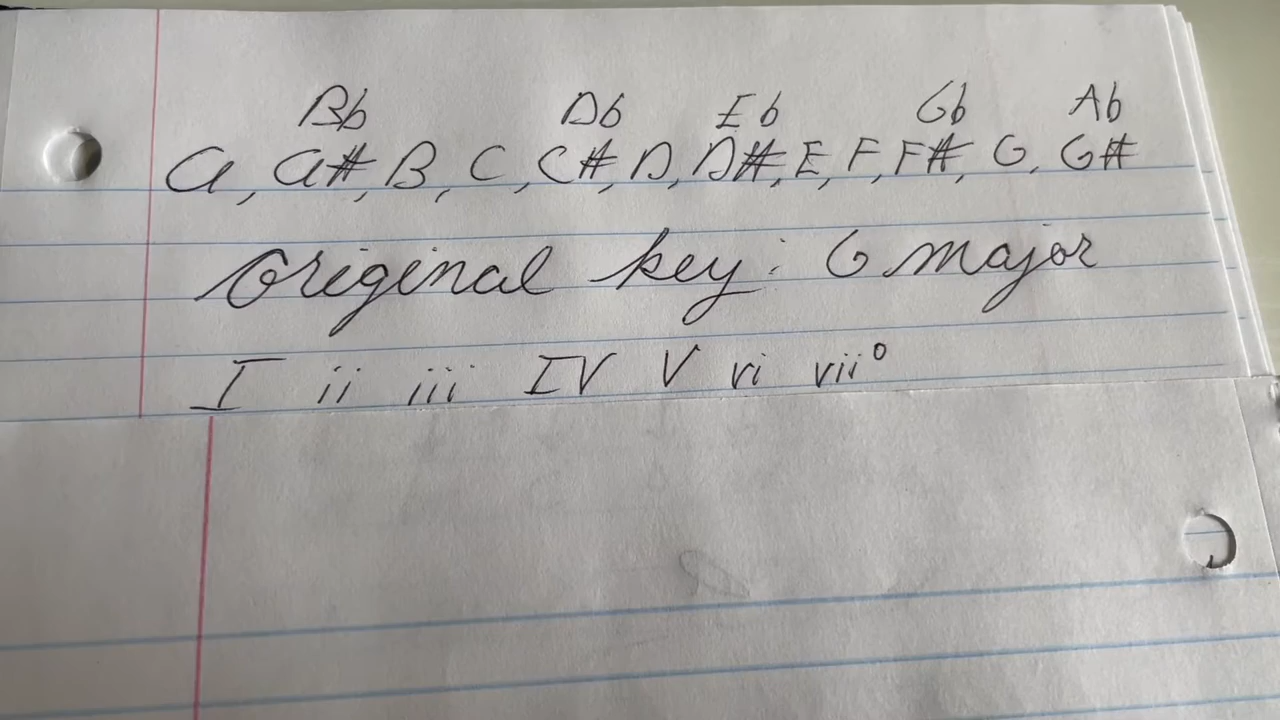 Bb Db Eb Gb Ab
A, A#, B, C, C#, D, D#, E, F, F#, G, G#
Original key: G major
I ii iii IV V vi vii°